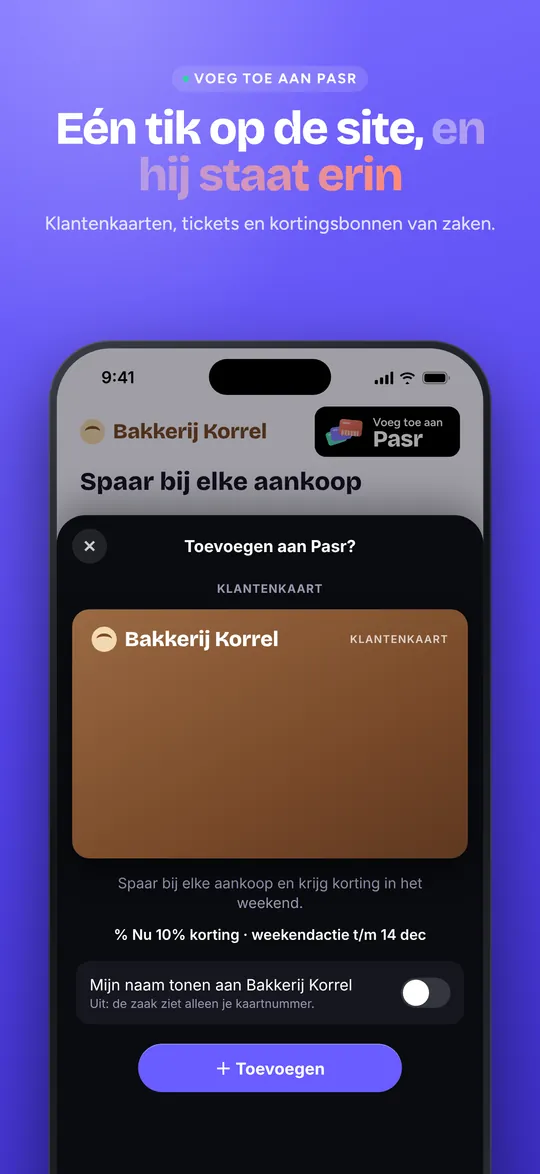 VOEG TOE AAN PASR
Eén tik op de site, en
hij staat erin
Klantenkaarten, tickets en kortingsbonnen van zaken.
9:41
Bakkerij Korrel
Voeg toe aan
Pasr
Spaar bij elke aankoop
Toevoegen aan Pasr?
KLANTENKAART
Bakkerij Korrel
KLANTENKAART
Spaar bij elke aankoop en krijg korting in het
weekend.
% Nu 10% korting · weekendactie t/m 14 dec
Mijn naam tonen aan Bakkerij Korrel
Uit: de zaak ziet alleen je kaartnummer.
+ Toevoegen